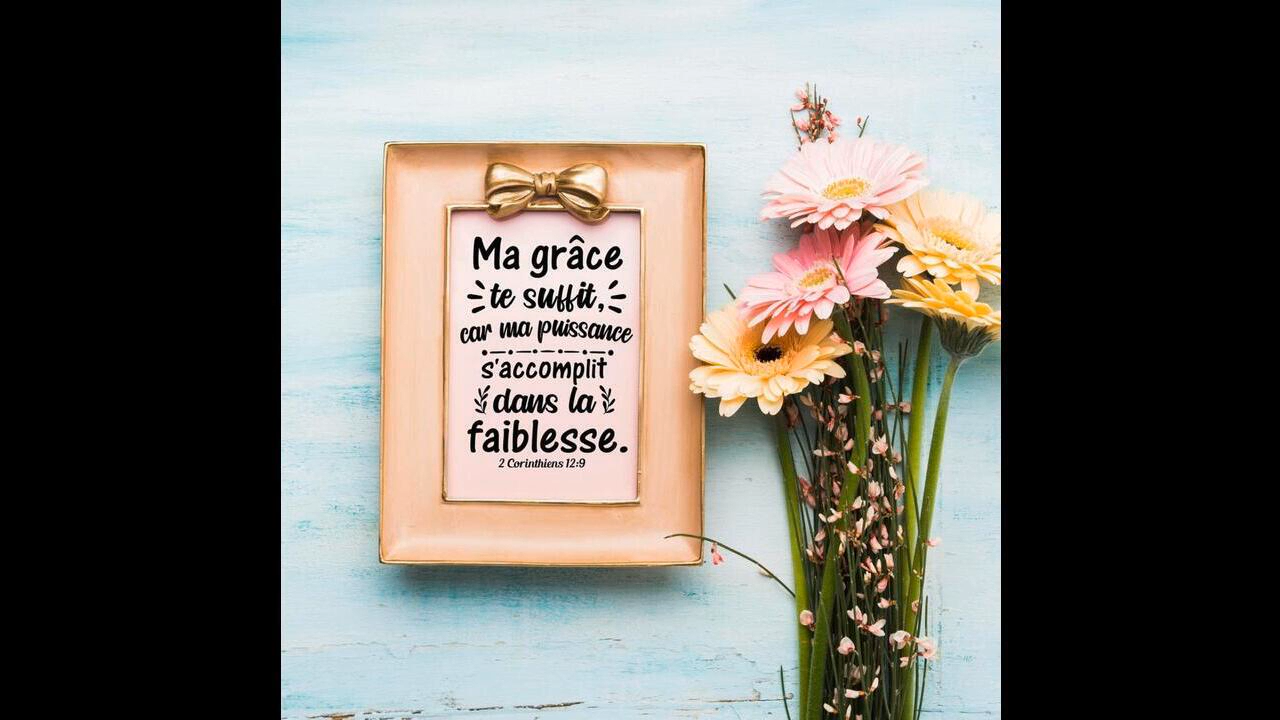 Ma grâce
te suffit,
car ma puissance
s'accomplit
dans la
faiblesse.
2 Corinthiens 12:9